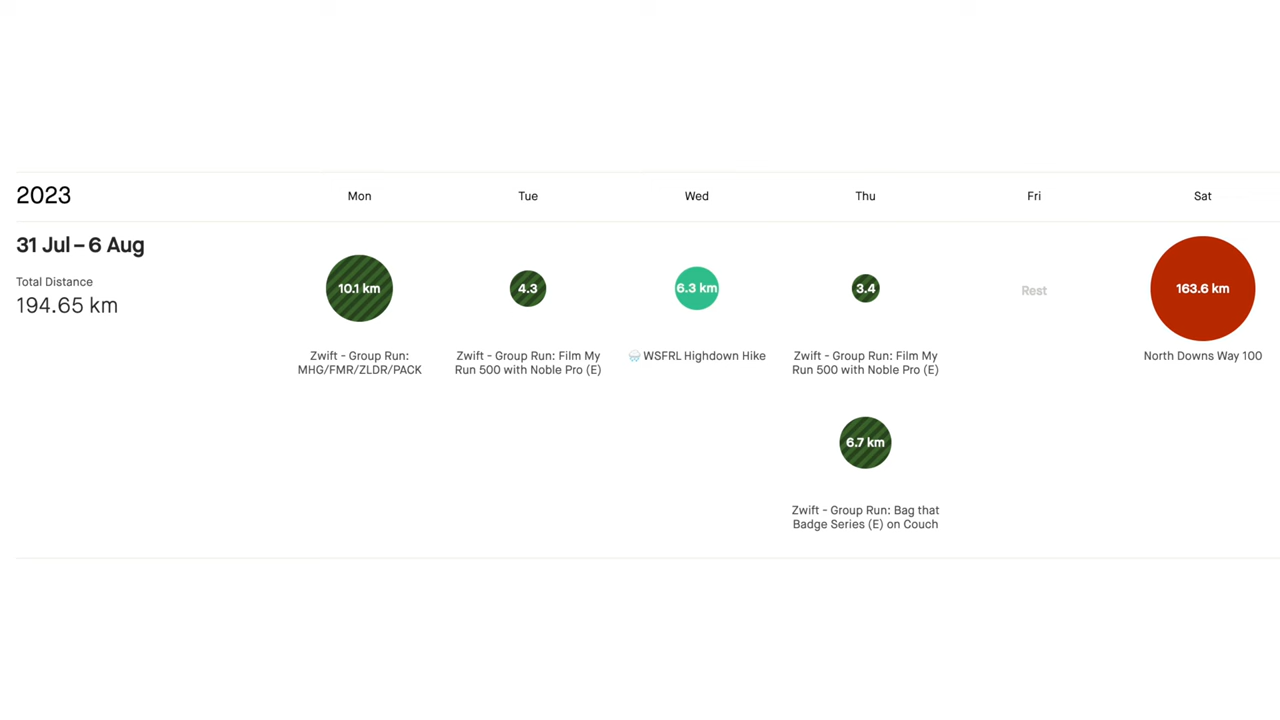 2023
Mon
Tue
Wed
Thu
Fri
Sat
31 Jul – 6 Aug
Total Distance
194.65 km
10.1 km
4.3
6.3 km
3.4
Rest
163.6 km
Zwift - Group Run:
MHG/FMR/ZLDR/PACK
Zwift - Group Run: Film My
Run 500 with Noble Pro (E)
🌧 WSFRL Highdown Hike
Zwift - Group Run: Film My
Run 500 with Noble Pro (E)
North Downs Way 100
6.7 km
Zwift - Group Run: Bag that
Badge Series (E) on Couch